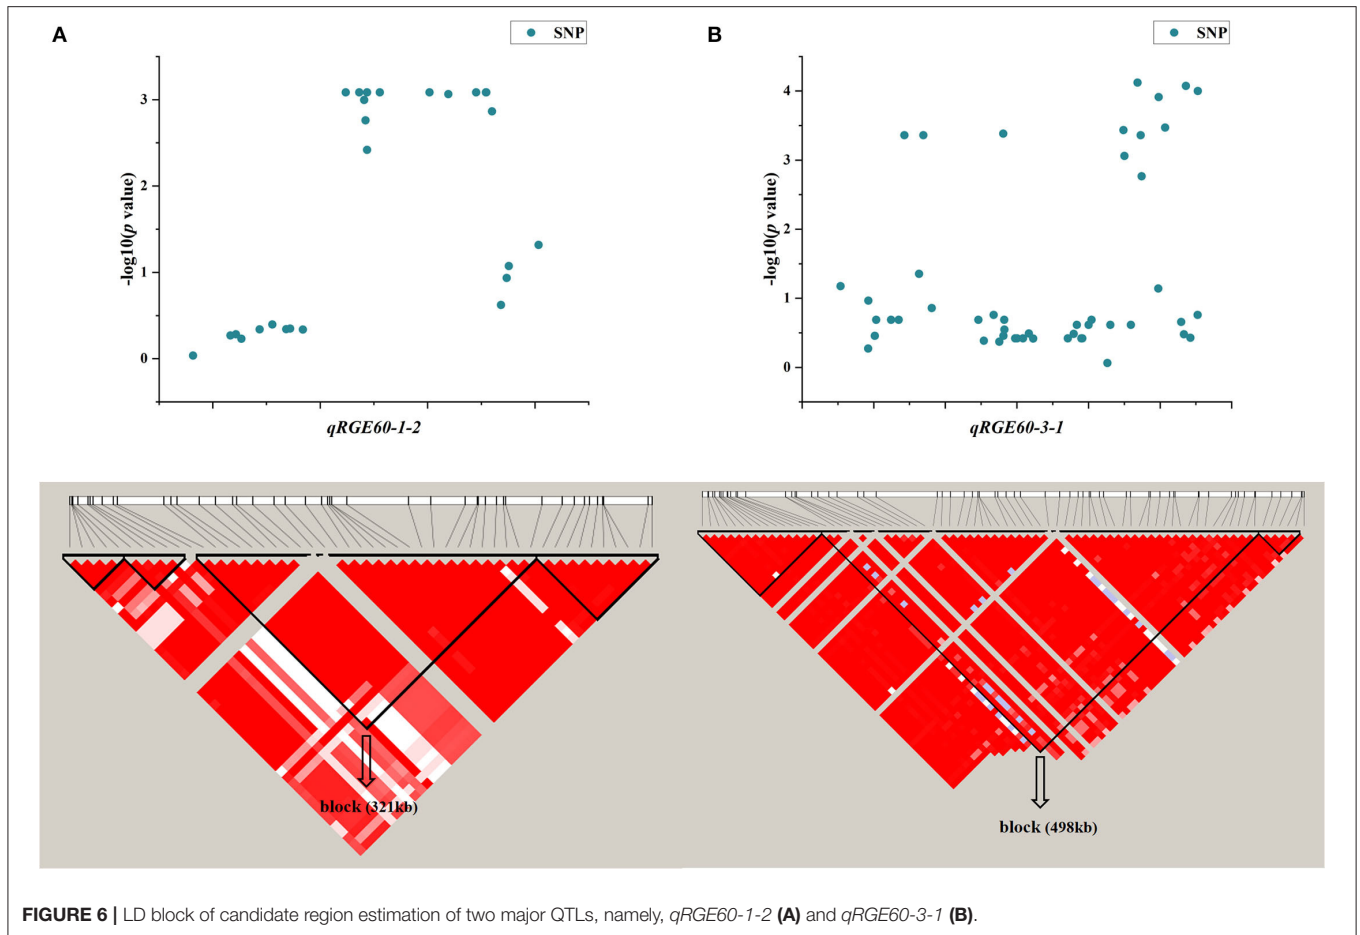 A
SNP
-log10(p value)
3
2
1
0
qRGE60-1-2
B
SNP
-log10(p value)
4
3
2
1
0
qRGE60-3-1
block (321kb)
block (498kb)
FIGURE 6 | LD block of candidate region estimation of two major QTLs, namely, qRGE60-1-2 (A) and qRGE60-3-1 (B).